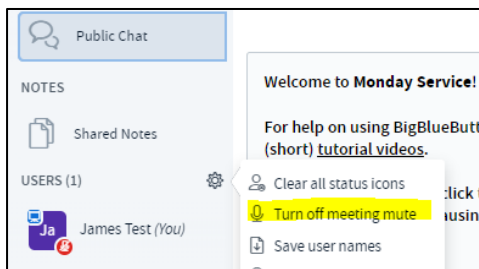 Public Chat
NOTES
Shared Notes
USERS (1)
Ja
James Test (You)
Welcome to Monday Service!
For help on using BigBlueButt
(short) tutorial videos.
Clear all status icons
click
Turn off meeting mute
Save user names